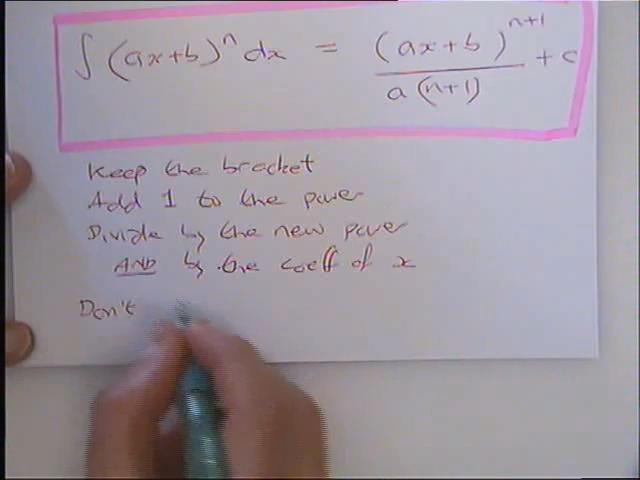 ∫ (ax+b)^n dx = (ax+b)^(n+1) / a(n+1) + c
Keep the bracket
Add 1 to the power
Divide by the new power
AND by the coeff of x
Don't